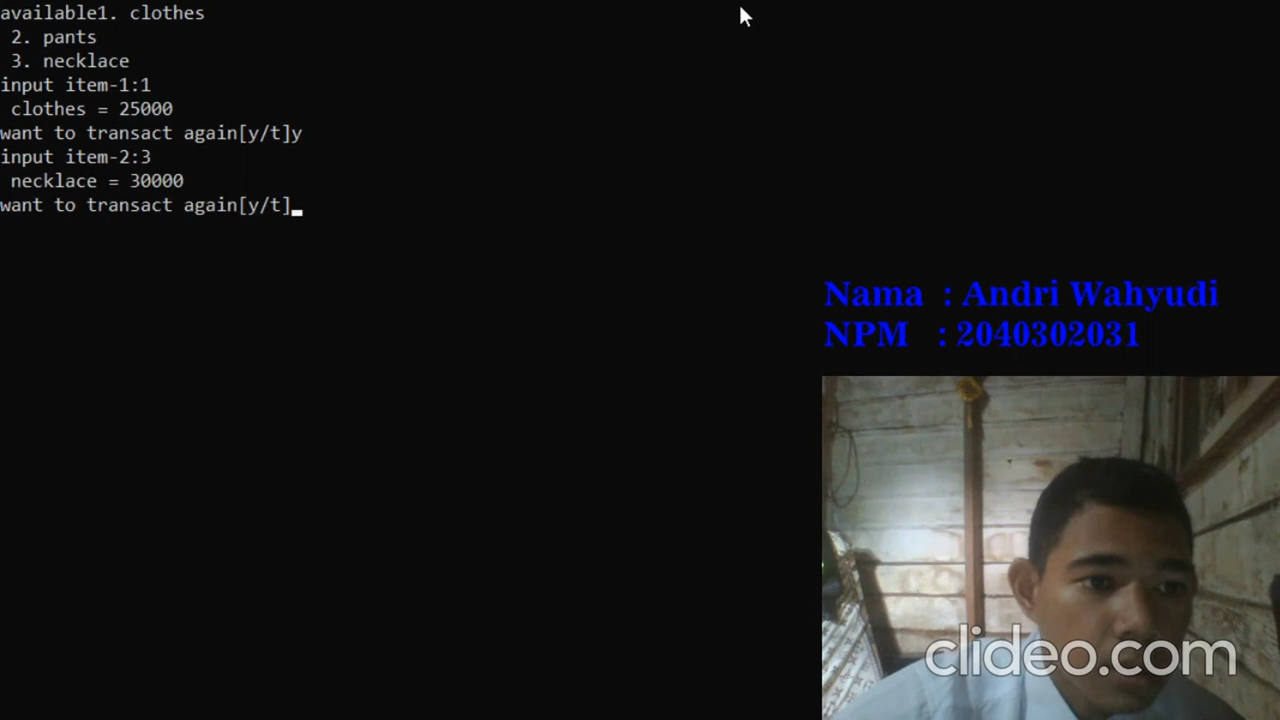 available1. clothes
2. pants
3. necklace
input item-1:1
clothes = 25000
want to transact again[y/t]y
input item-2:3
necklace = 30000
want to transact again[y/t]
Nama : Andri Wahyudi
NPM : 2040302031
clideo.com